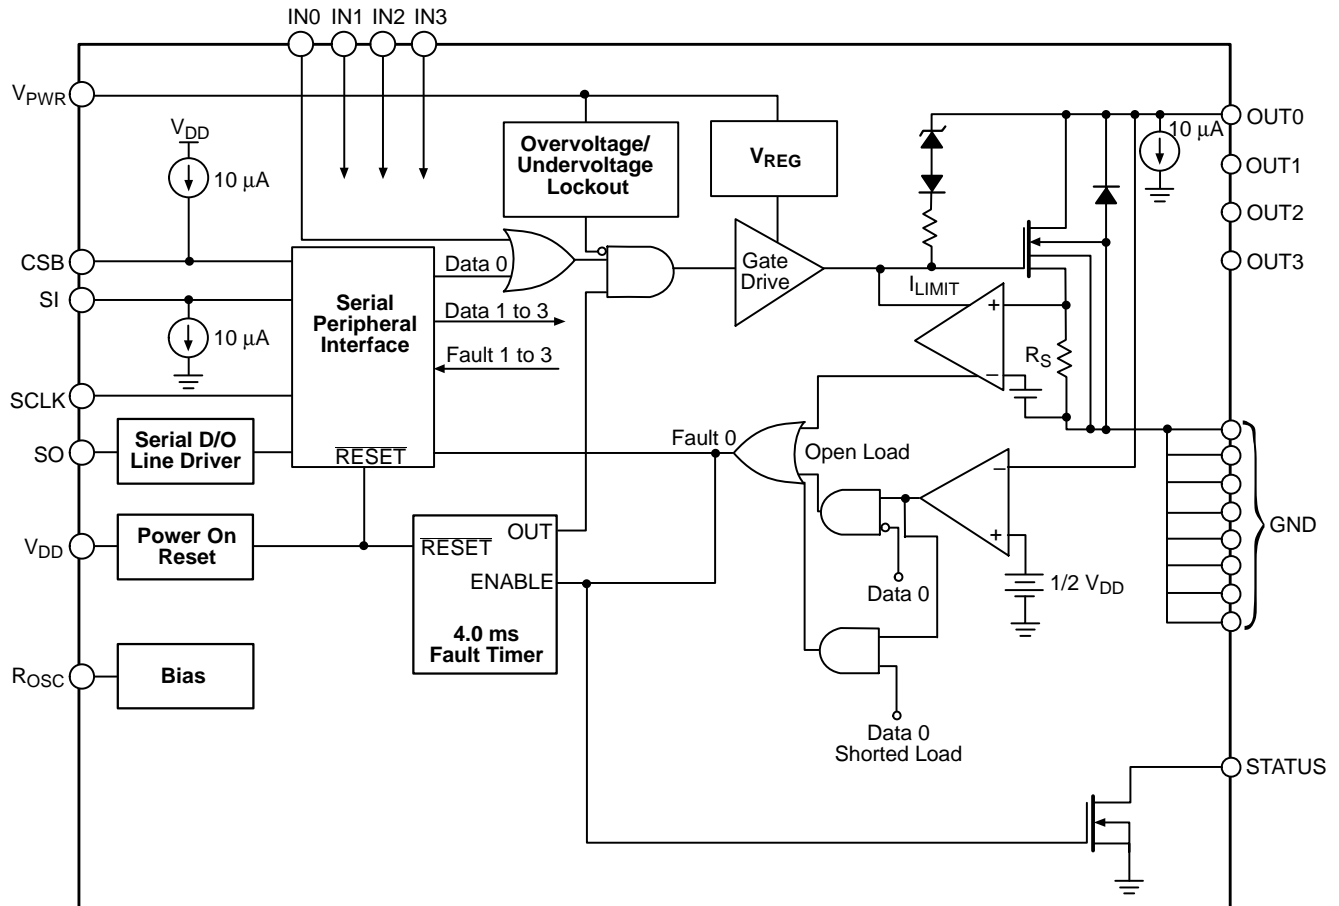 IN0 IN1 IN2 IN3
VPWR
VDD
10 μA
Overvoltage/
Undervoltage
Lockout
VREG
10 μA
OUT0
OUT1
OUT2
OUT3
CSB
SI
10 μA
SCLK
SO
Serial
Peripheral
Interface
RESET
Data 0
Data 1 to 3
Fault 1 to 3
Gate
Drive
ILIMIT
+
−
RS
Serial D/O
Line Driver
Fault 0
Open Load
−
+
GND
VDD
Power On
Reset
RESET
OUT
ENABLE
4.0 ms
Fault Timer
Data 0
1/2 VDD
ROSC
Bias
Data 0
Shorted Load
STATUS